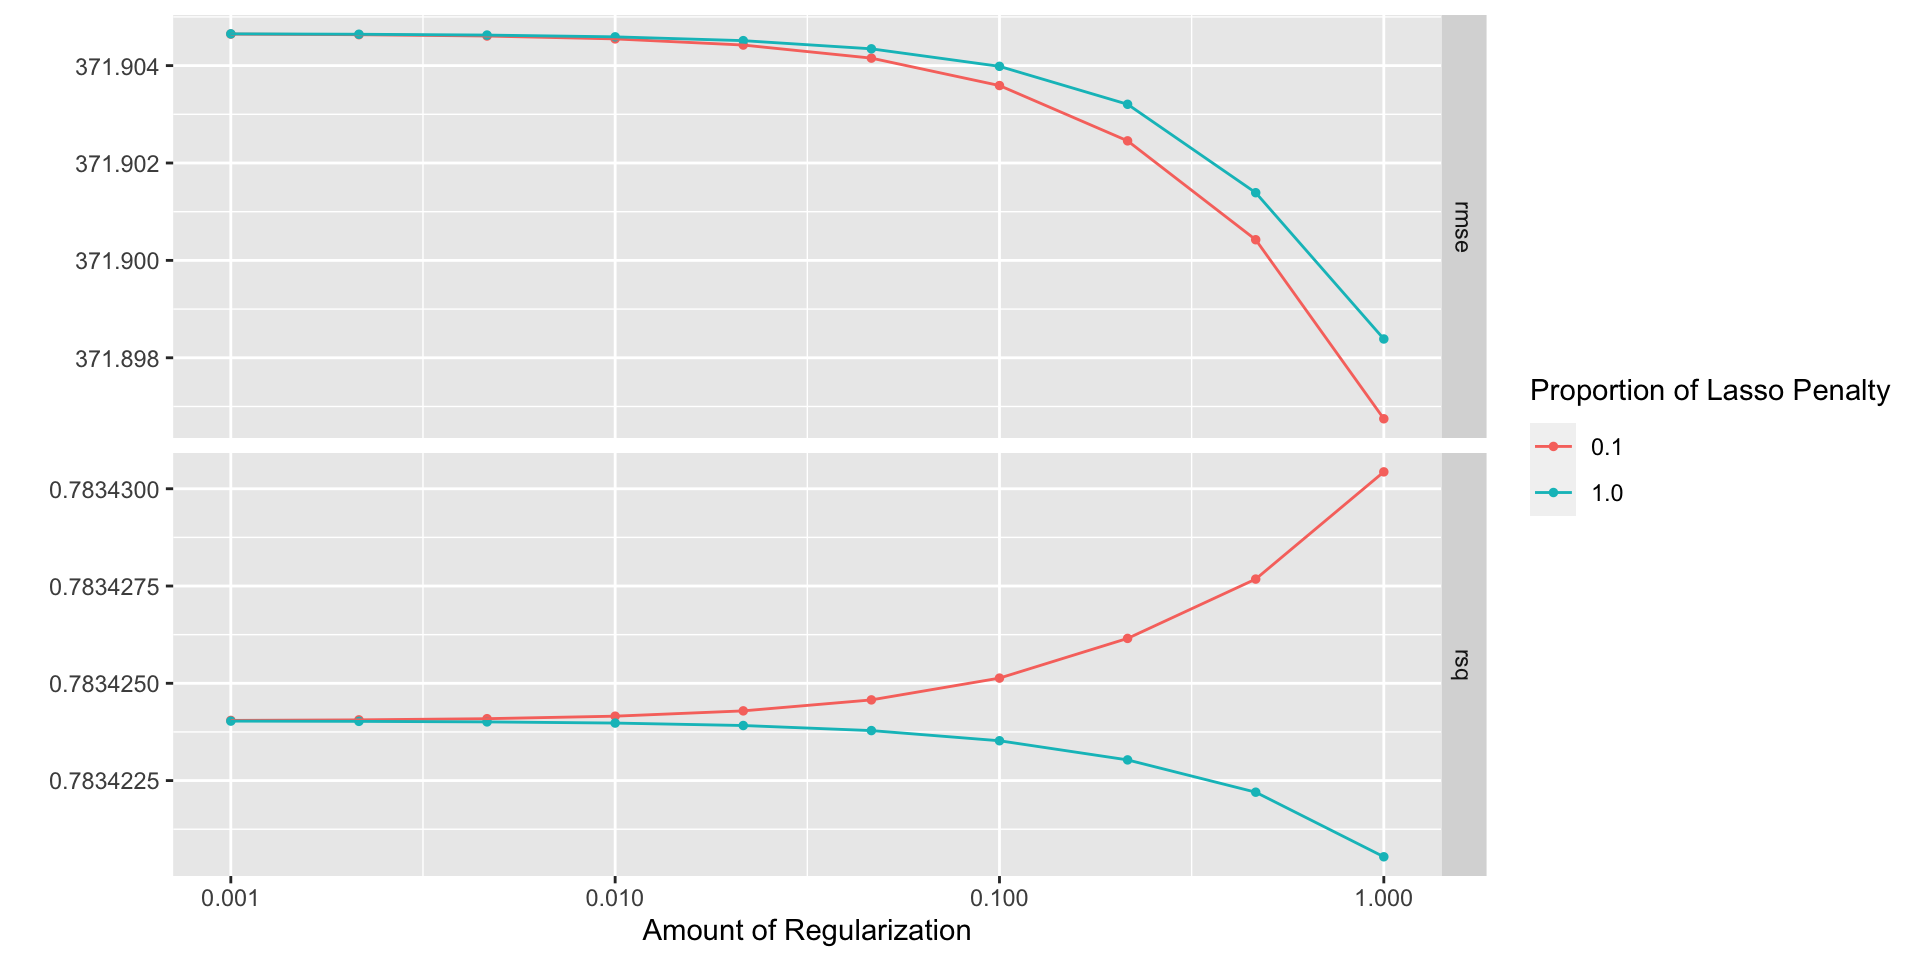 371.904
371.902
371.900
371.898
rmse
0.7834300
0.7834275
0.7834250
0.7834225
rsq
0.001 0.010 0.100 1.000
Amount of Regularization
Proportion of Lasso Penalty
0.1
1.0